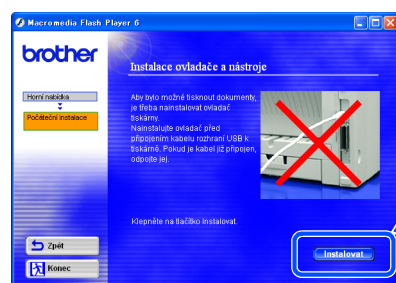 Macromedia Flash Player 6
brother
Instalace ovladače a nástroje
Horní nabídka
Počáteční instalace
Aby bylo možné tisknout dokumenty,
je třeba nainstalovat ovladač
tiskárny.
Nainstalujte ovladač před
připojením kabelu rozhraní USB k
tiskárně. Pokud je kabel již připojen,
odpojte jej.
Klepněte na tlačítko Instalovat.
Zpět
Konec
Instalovat